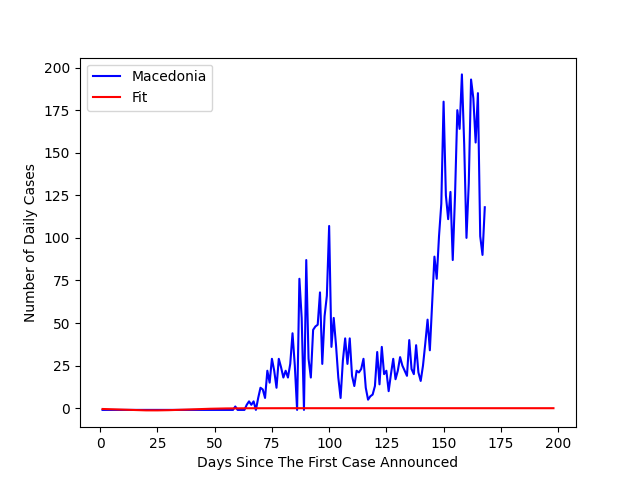 Macedonia
Fit
Number of Daily Cases
200
175
150
125
100
75
50
25
0
0 25 50 75 100 125 150 175 200
Days Since The First Case Announced